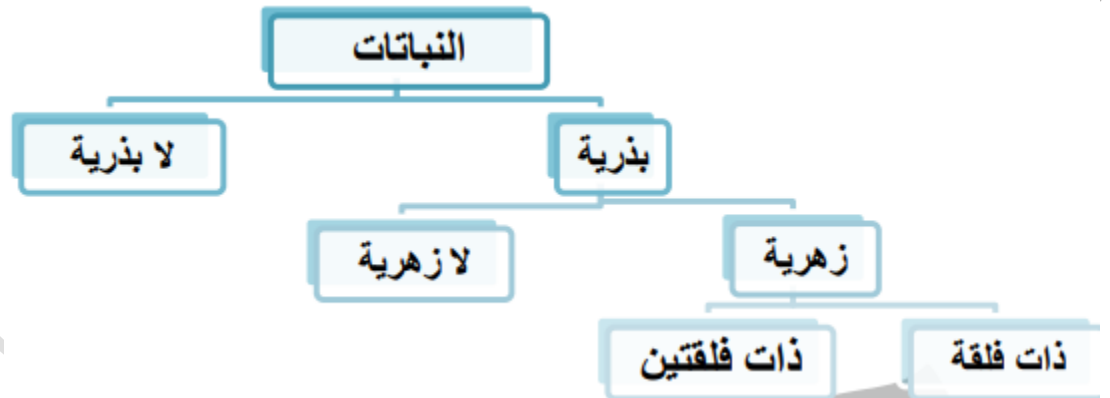 النباتات
بذرية
لا بذرية
زهرية
لا زهرية
ذات فلقة
ذات فلقتين